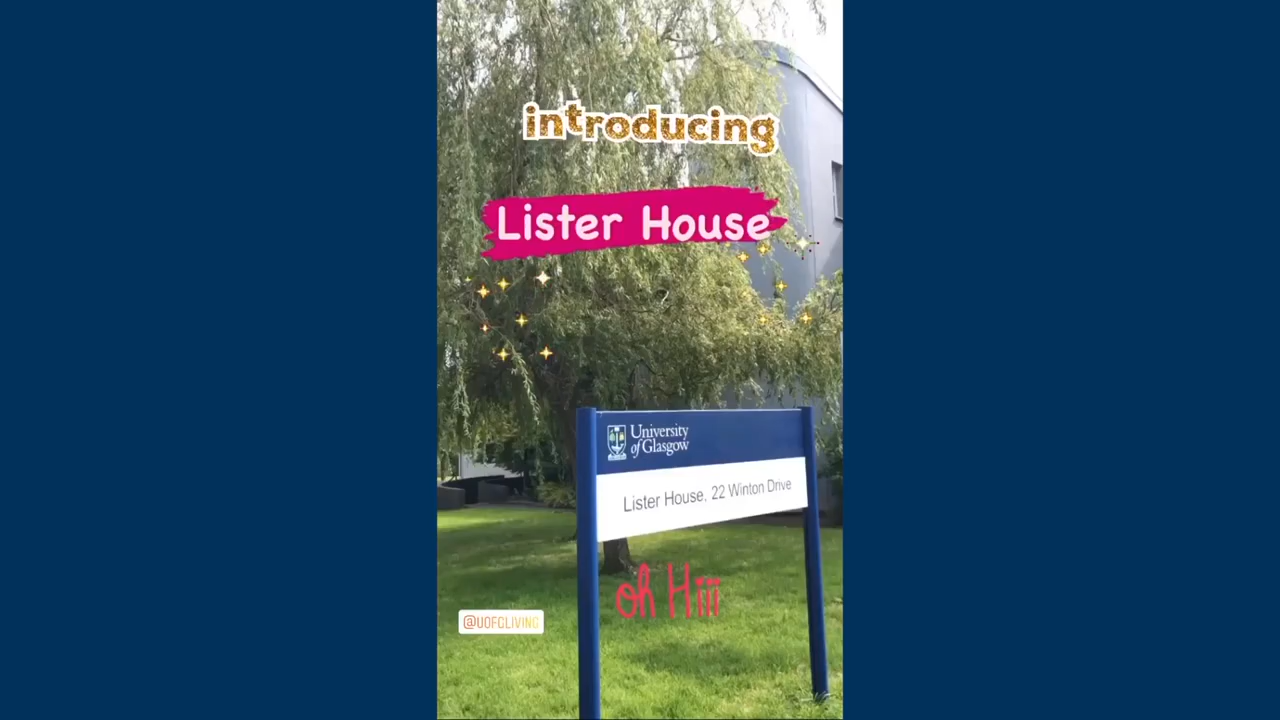 introducing
Lister House
University
of Glasgow
Lister House, 22 Winton Drive
oh Hiii
@UOFGLIVING